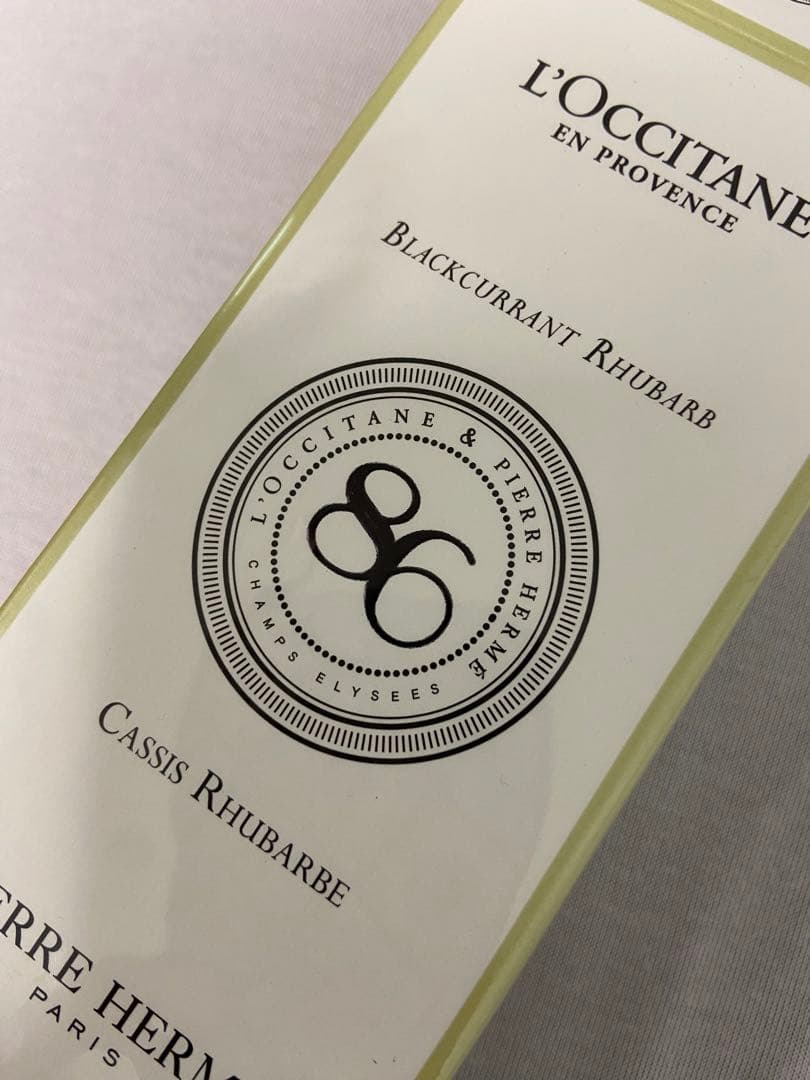 L'OCCITANE
EN PROVENCE
BLACKCURRANT RHUBARB
L'OCCITANE & PIERRE HERMÉ
86
CHAMPS ELYSEES
CASSIS RHUBARBE
ERRE HERM
PARIS